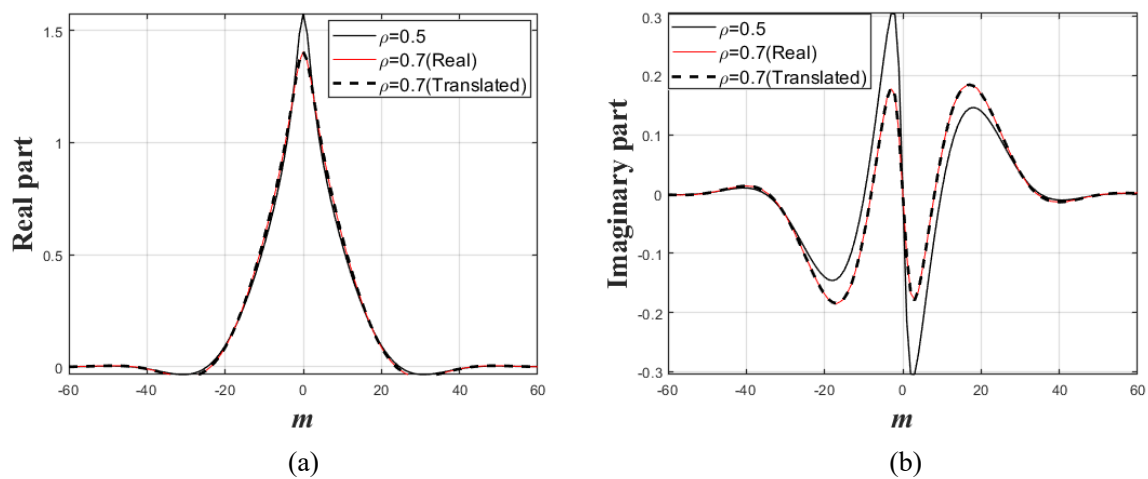 1.5
1
0.5
0
-60
-40
-20
0
20
40
60
Real part
m
ρ=0.5
ρ=0.7(Real)
ρ=0.7(Translated)
(a)
0.3
0.2
0.1
0
-0.1
-0.2
-0.3
-60
-40
-20
0
20
40
60
Imaginary part
m
ρ=0.5
ρ=0.7(Real)
ρ=0.7(Translated)
(b)